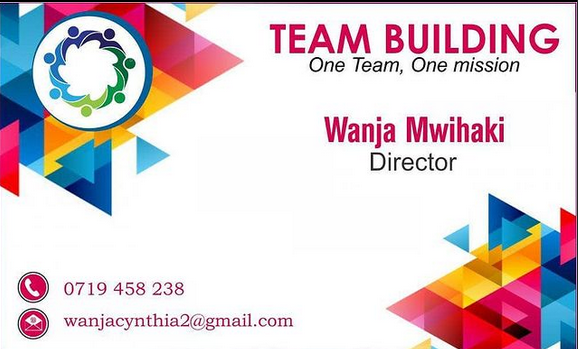 TEAM BUILDING
One Team, One mission
Wanja Mwihaki
Director
0719 458 238
wanjacynthia2@gmail.com